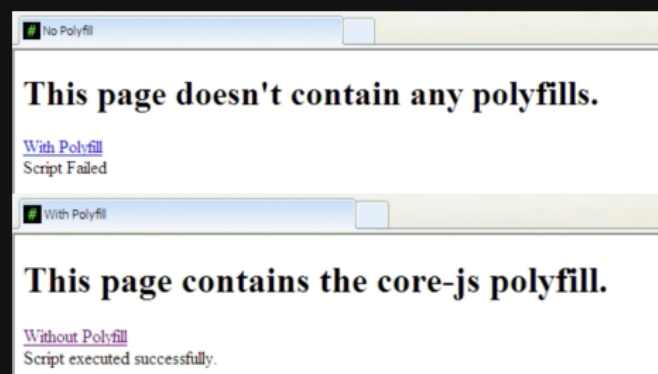 # No Polyfill
This page doesn't contain any polyfills.
With Polyfill
Script Failed
# With Polyfill
This page contains the core-js polyfill.
Without Polyfill
Script executed successfully.